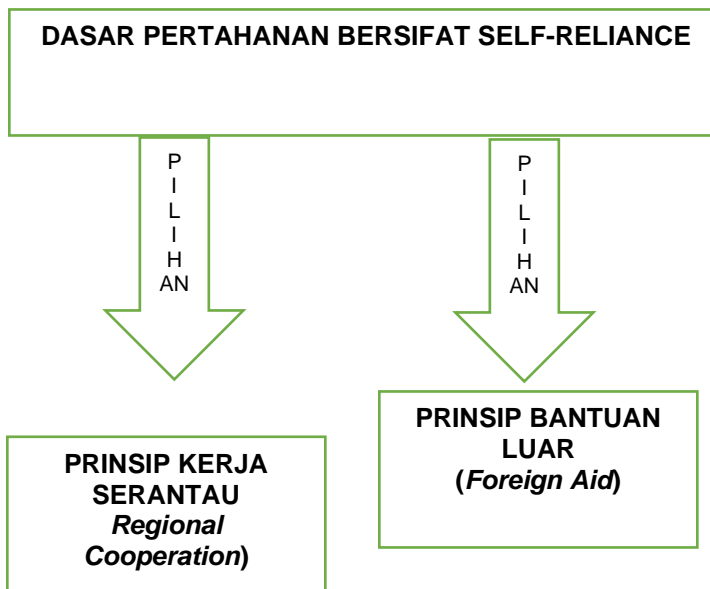 DASAR PERTAHANAN BERSIFAT SELF-RELIANCE
P
I
L
I
H
AN
P
I
L
I
H
AN
PRINSIP KERJA
SERANTAU
Regional
Cooperation)
PRINSIP BANTUAN
LUAR
(Foreign Aid)